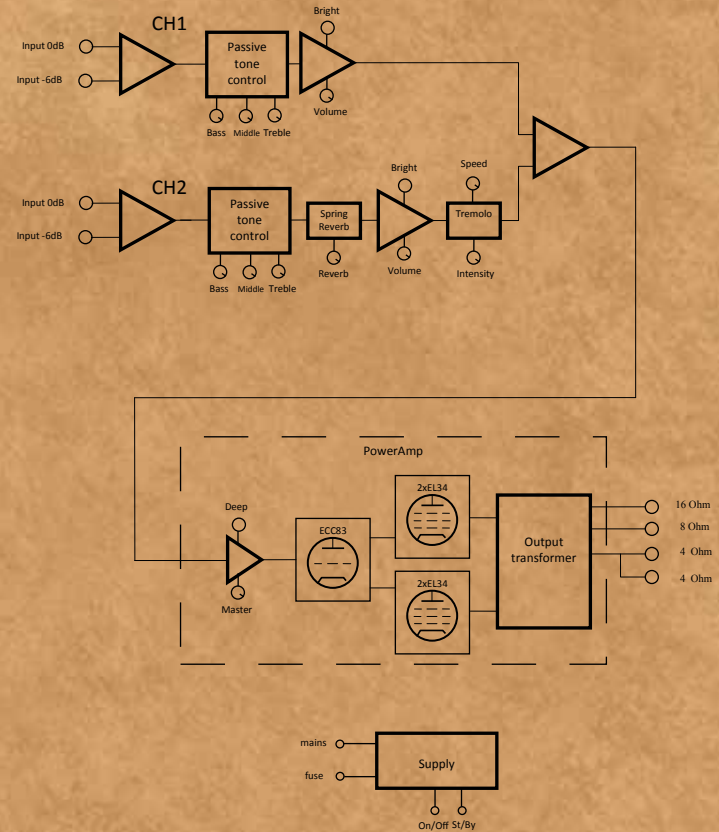 CH1
Input 0dB
Input -6dB
Passive
tone
control
Bright
Volume
Bass Middle Treble
CH2
Input 0dB
Input -6dB
Passive
tone
control
Bass Middle Treble
Spring
Reverb
Reverb
Bright
Volume
Speed
Tremolo
Intensity
PowerAmp
Deep
Master
ECC83
2xEL34
2xEL34
Output
transformer
16 Ohm
8 Ohm
4 Ohm
4 Ohm
mains
fuse
Supply
On/Off St/By